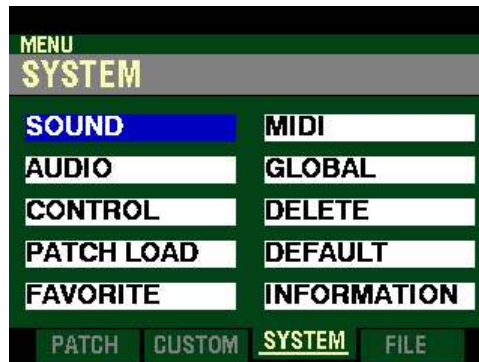 MENU
SYSTEM
SOUND MIDI
AUDIO GLOBAL
CONTROL DELETE
PATCH LOAD DEFAULT
FAVORITE INFORMATION
PATCH CUSTOM SYSTEM FILE